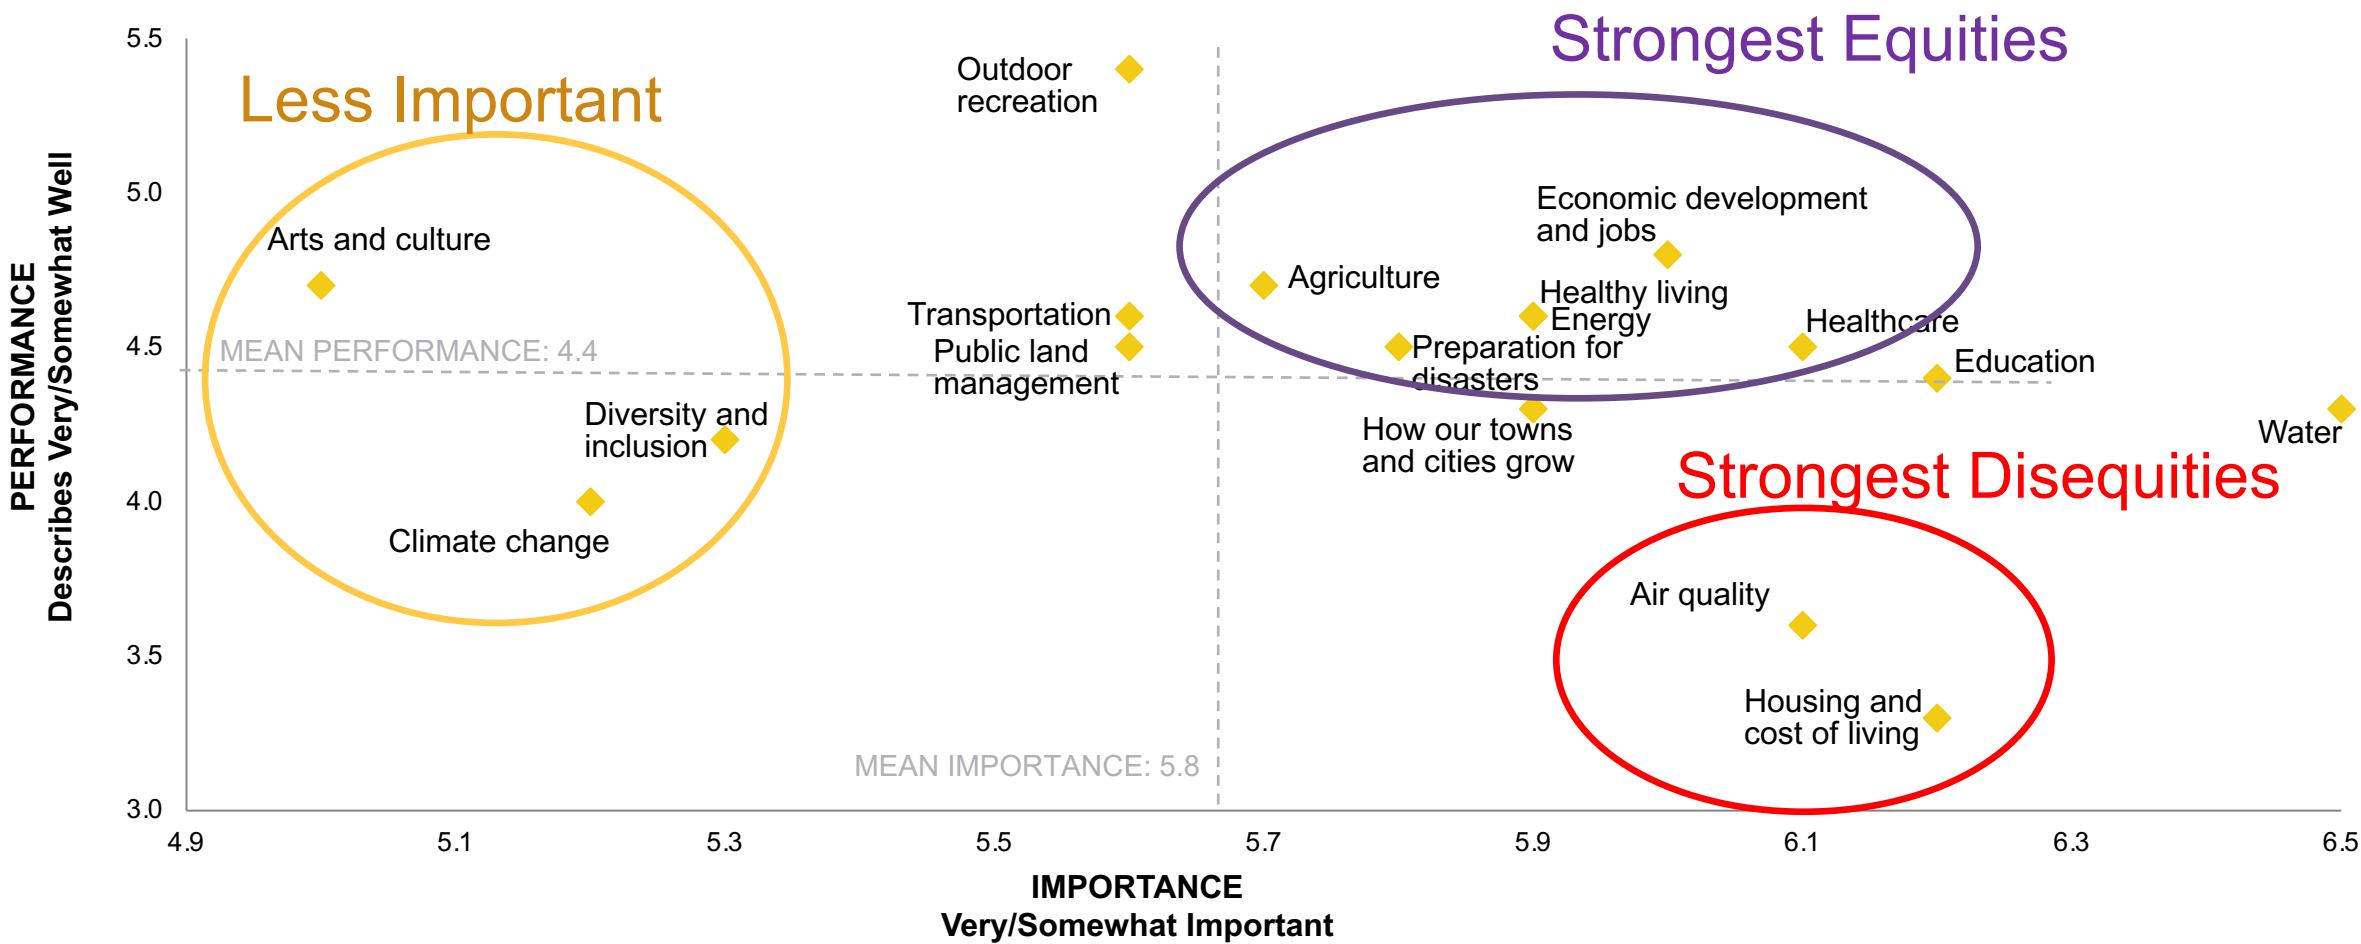 Strongest Equities
Less Important
Outdoor
recreation
PERFORMANCE
Describes Very/Somewhat Well
5.5
5.0
4.5
4.0
3.5
3.0
Arts and culture
Economic development
and jobs
Agriculture
Healthy living
Energy
Transportation
Healthcare
Public land
management
Preparation for
disasters
Education
MEAN PERFORMANCE: 4.4
Diversity and
inclusion
How our towns
and cities grow
Water
Strongest Disequities
Climate change
Air quality
Housing and
cost of living
MEAN IMPORTANCE: 5.8
4.9
5.1
5.3
5.5
5.7
5.9
6.1
6.3
6.5
IMPORTANCE
Very/Somewhat Important